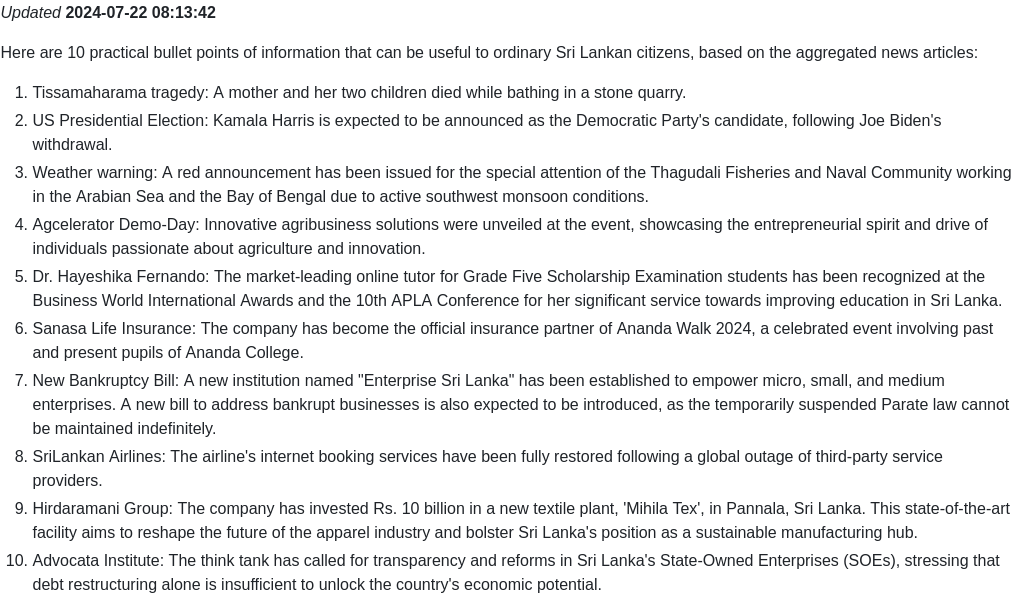 Updated 2024-07-22 08:13:42
Here are 10 practical bullet points of information that can be useful to ordinary Sri Lankan citizens, based on the aggregated news articles:
1. Tissamaharama tragedy: A mother and her two children died while bathing in a stone quarry.
2. US Presidential Election: Kamala Harris is expected to be announced as the Democratic Party's candidate, following Joe Biden's
withdrawal.
3. Weather warning: A red announcement has been issued for the special attention of the Thagudali Fisheries and Naval Community working
in the Arabian Sea and the Bay of Bengal due to active southwest monsoon conditions.
4. Agcelerator Demo-Day: Innovative agribusiness solutions were unveiled at the event, showcasing the entrepreneurial spirit and drive of
individuals passionate about agriculture and innovation.
5. Dr. Hayeshika Fernando: The market-leading online tutor for Grade Five Scholarship Examination students has been recognized at the
Business World International Awards and the 10th APLA Conference for her significant service towards improving education in Sri Lanka.
6. Sanasa Life Insurance: The company has become the official insurance partner of Ananda Walk 2024, a celebrated event involving past
and present pupils of Ananda College.
7. New Bankruptcy Bill: A new institution named "Enterprise Sri Lanka" has been established to empower micro, small, and medium
enterprises. A new bill to address bankrupt businesses is also expected to be introduced, as the temporarily suspended Parate law cannot
be maintained indefinitely.
8. SriLankan Airlines: The airline's internet booking services have been fully restored following a global outage of third-party service
providers.
9. Hirdaramani Group: The company has invested Rs. 10 billion in a new textile plant, 'Mihila Tex', in Pannala, Sri Lanka. This state-of-the-art
facility aims to reshape the future of the apparel industry and bolster Sri Lanka's position as a sustainable manufacturing hub.
10. Advocata Institute: The think tank has called for transparency and reforms in Sri Lanka's State-Owned Enterprises (SOEs), stressing that
debt restructuring alone is insufficient to unlock the country's economic potential.